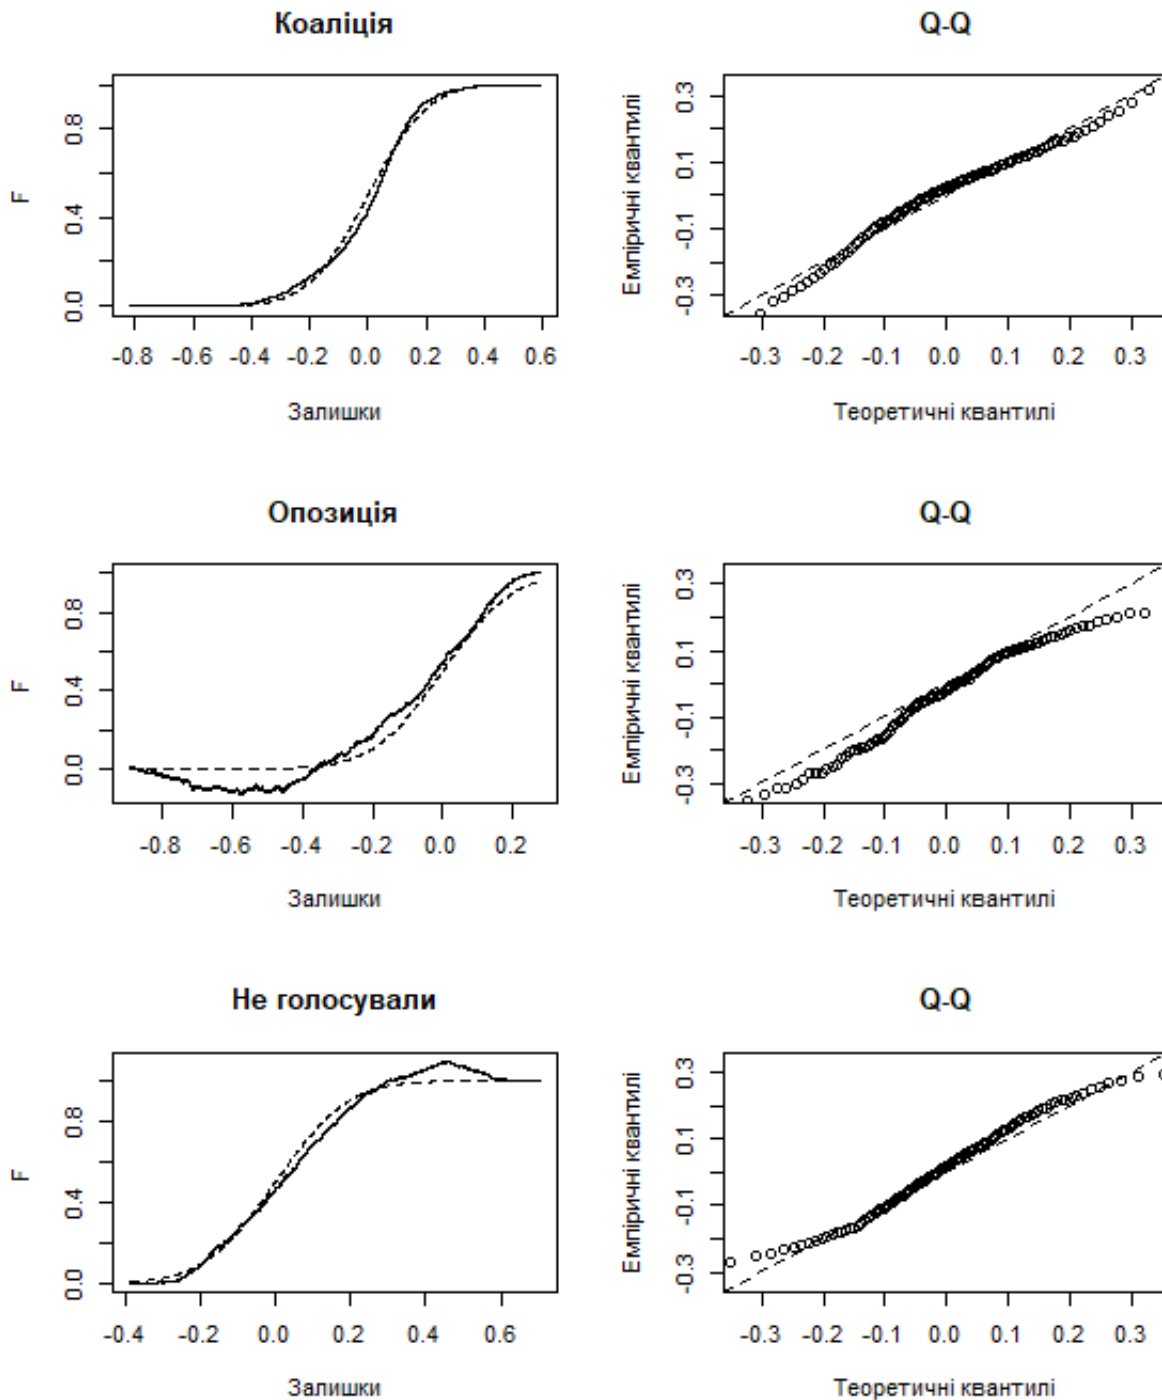 Коаліція
F
0.0 0.4 0.8
-0.8 -0.6 -0.4 -0.2 0.0 0.2 0.4 0.6
Залишки
Q-Q
Емпіричні квантилі
-0.3 -0.1 0.1 0.3
-0.3 -0.2 -0.1 0.0 0.1 0.2 0.3
Теоретичні квантилі
Опозиція
F
0.0 0.4 0.8
-0.8 -0.6 -0.4 -0.2 0.0 0.2
Залишки
Q-Q
Емпіричні квантилі
-0.3 -0.1 0.1 0.3
-0.3 -0.2 -0.1 0.0 0.1 0.2 0.3
Теоретичні квантилі
Не голосували
F
0.0 0.4 0.8
-0.4 -0.2 0.0 0.2 0.4 0.6
Залишки
Q-Q
Емпіричні квантилі
-0.3 -0.1 0.1 0.3
-0.3 -0.2 -0.1 0.0 0.1 0.2 0.3
Теоретичні квантилі